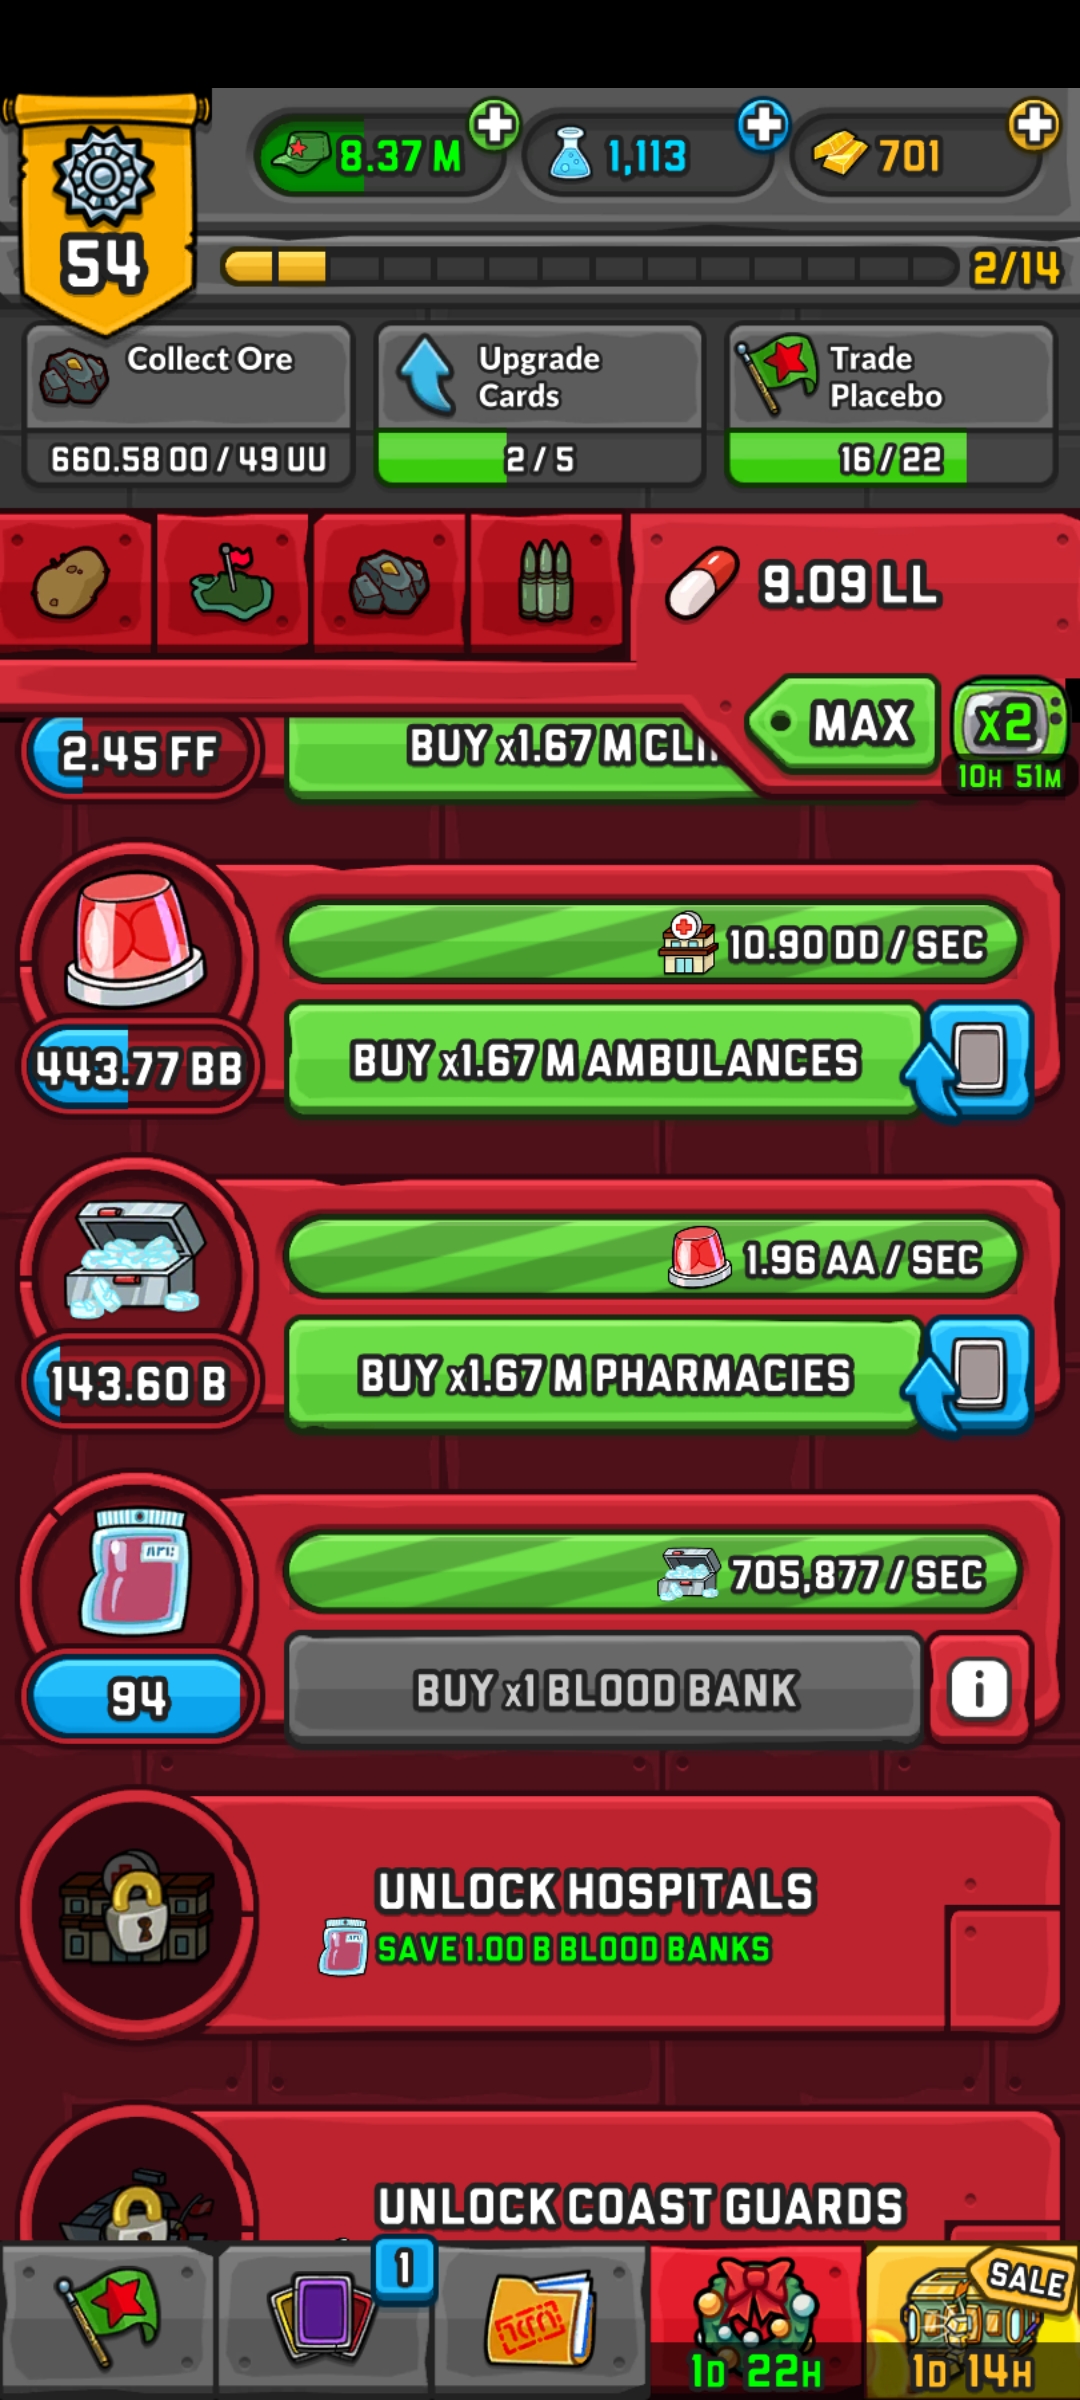 8.37 M
1,113
701
54
2/14
Collect Ore
660.58 OO / 49 UU
Upgrade
Cards
2 / 5
Trade
Placebo
16 / 22
9.09 LL
MAX
X2
10H 51M
2.45 FF
BUY x1.67 M CLI
10.90 DD / SEC
443.77 BB
BUY x1.67 M AMBULANCES
1.96 AA / SEC
143.60 B
BUY x1.67 M PHARMACIES
705,877 / SEC
94
BUY x1 BLOOD BANK
i
UNLOCK HOSPITALS
SAVE 1.00 B BLOOD BANKS
UNLOCK COAST GUARDS
1
SALE
1D 22H
1D 14H